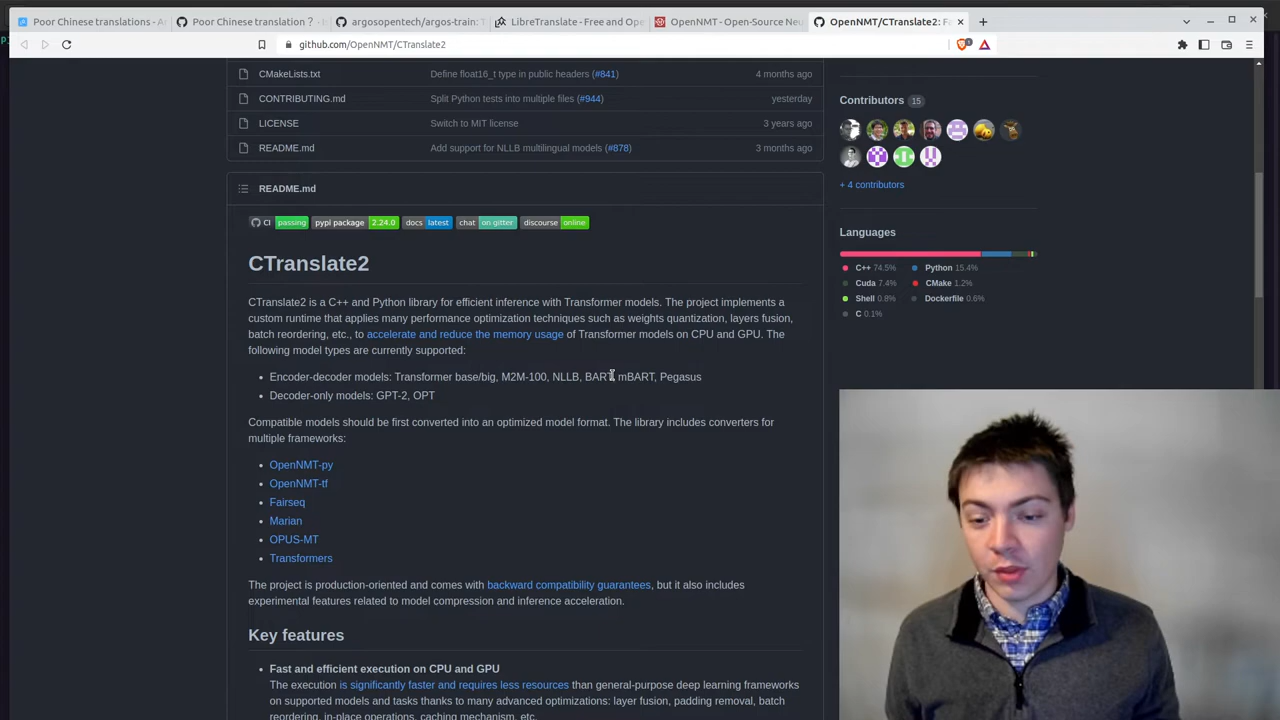 Poor Chinese translations - Ar
Poor Chinese translation ? ·
argosopentech/argos-train: T
LibreTranslate - Free and Ope
OpenNMT - Open-Source Neu
OpenNMT/CTranslate2: Fa
github.com/OpenNMT/CTranslate2
1
CMakeLists.txt Define float16_t type in public headers (#841) 4 months ago
CONTRIBUTING.md Split Python tests into multiple files (#944) yesterday
LICENSE Switch to MIT license 3 years ago
README.md Add support for NLLB multilingual models (#878) 3 months ago
README.md
CI passing pypi package 2.24.0 docs latest chat on gitter discourse online
CTranslate2
CTranslate2 is a C++ and Python library for efficient inference with Transformer models. The project implements a
custom runtime that applies many performance optimization techniques such as weights quantization, layers fusion,
batch reordering, etc., to accelerate and reduce the memory usage of Transformer models on CPU and GPU. The
following model types are currently supported:
• Encoder-decoder models: Transformer base/big, M2M-100, NLLB, BART, mBART, Pegasus
• Decoder-only models: GPT-2, OPT
Compatible models should be first converted into an optimized model format. The library includes converters for
multiple frameworks:
• OpenNMT-py
• OpenNMT-tf
• Fairseq
• Marian
• OPUS-MT
• Transformers
The project is production-oriented and comes with backward compatibility guarantees, but it also includes
experimental features related to model compression and inference acceleration.
Key features
• Fast and efficient execution on CPU and GPU
The execution is significantly faster and requires less resources than general-purpose deep learning frameworks
on supported models and tasks thanks to many advanced optimizations: layer fusion, padding removal, batch
reordering, in-place operations, caching mechanism, etc.
Contributors 15
+ 4 contributors
Languages
C++ 74.5% Python 15.4%
Cuda 7.4% CMake 1.2%
Shell 0.8% Dockerfile 0.6%
C 0.1%